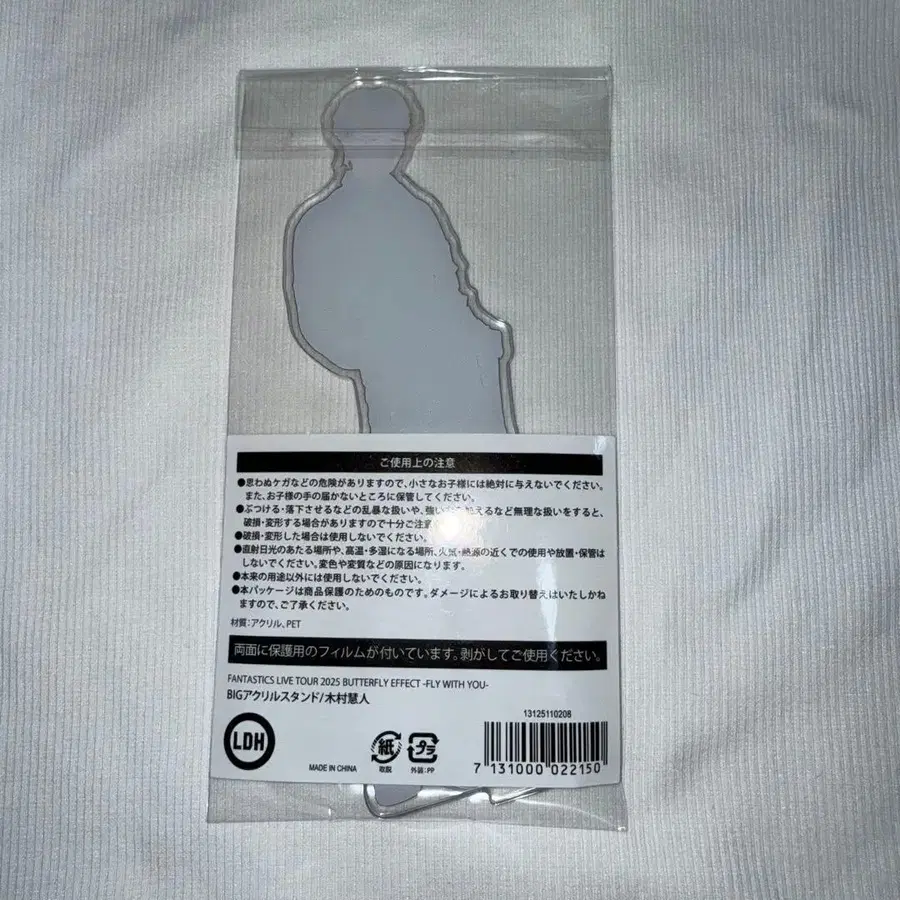 ご使用上の注意
●思わぬケガなどの危険がありますので、小さなお子様には絶対に与えないでください。
また、お子様の手の届かないところに保管してください。
●ぶつける・落下させるなどの乱暴な扱いや、強い 加えるなど無理な扱いをすると、
破損・変形する場合がありますので十分ご注意
●破損・変形した場合は使用しないでください。
●直射日光のあたる場所や、高温・多湿になる場所、火気・熱源の近くでの使用や放置・保管は
しないでください。変色や変質などの原因になります。
●本来の用途以外には使用しないでください。
●本パッケージは商品保護のためのものです。ダメージによるお取り替えはいたしかね
ますので、ご了承ください。
材質:アクリル、PET
両面に保護用のフィルムが付いています。剥がしてご使用ください。
FANTASTICS LIVE TOUR 2025 BUTTERFLY EFFECT -FLY WITH YOU-
BIGアクリルスタンド/木村慧人
13125110208
LDH
MADE IN CHINA
紙
取説
プラ
外装:PP
7 131000 022150